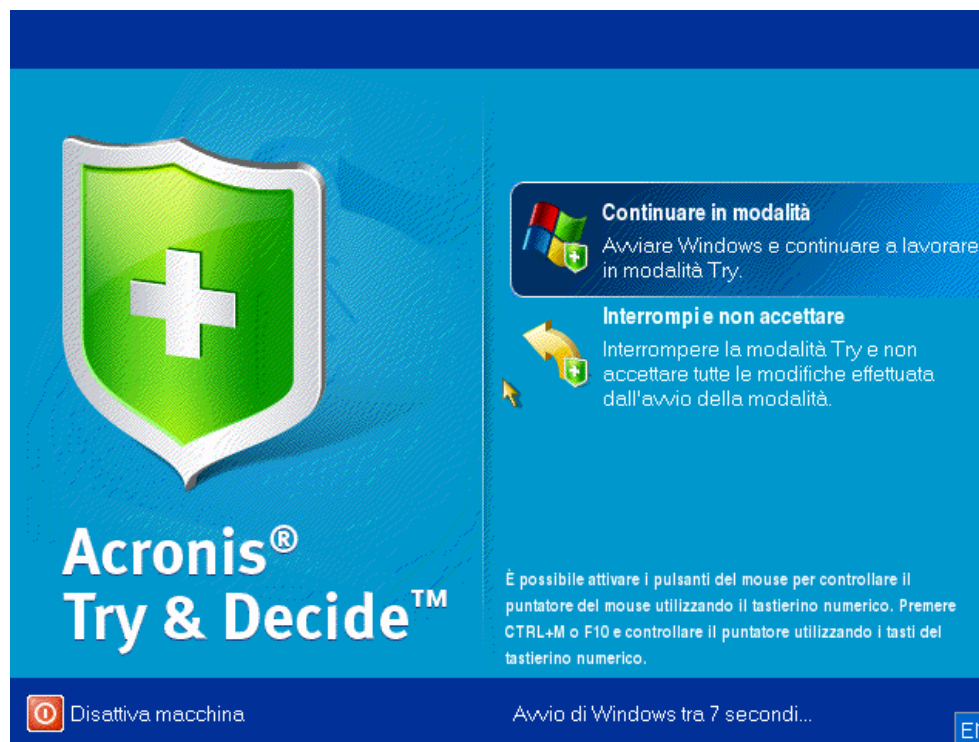 Continuare in modalità
Avviare Windows e continuare a lavorare
in modalità Try.
Interrompi e non accettare
Interrompere la modalità Try e non
accettare tutte le modifiche effettuata
dall'avvio della modalità.
Acronis®
Try & Decide™
È possibile attivare i pulsanti del mouse per controllare il
puntatore del mouse utilizzando il tastierino numerico. Premere
CTRL+M o F10 e controllare il puntatore utilizzando i tasti del
tastierino numerico.
Disattiva macchina
Avvio di Windows tra 7 secondi...